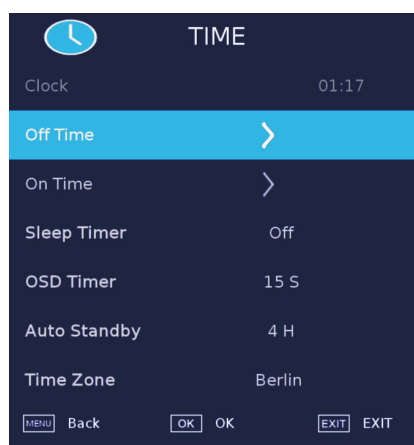 TIME
Clock 01:17
Off Time
On Time
Sleep Timer Off
OSD Timer 15 S
Auto Standby 4 H
Time Zone Berlin
MENU Back OK OK EXIT EXIT